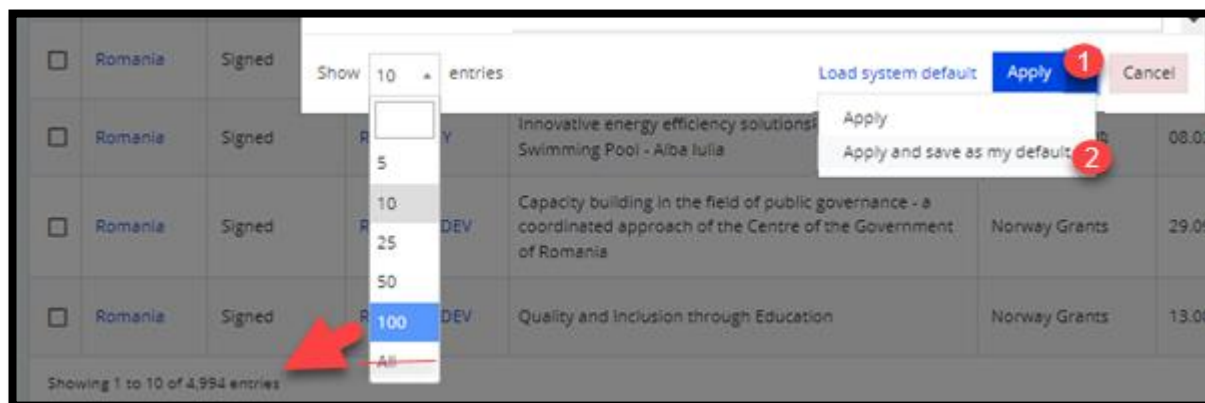 Romania Signed
Show 10 entries Load system default Apply 1 Cancel
Apply
Apply and save as my default 2
5
10
25
50
100
All
Romania Signed R Y Innovative energy efficiency solutions
Swimming Pool - Alba Iulia 08.0
Romania Signed R DEV Capacity building in the field of public governance - a
coordinated approach of the Centre of the Government
of Romania Norway Grants 29.0
Romania Signed R DEV Quality and Inclusion through Education Norway Grants 13.0
Showing 1 to 10 of 4,994 entries